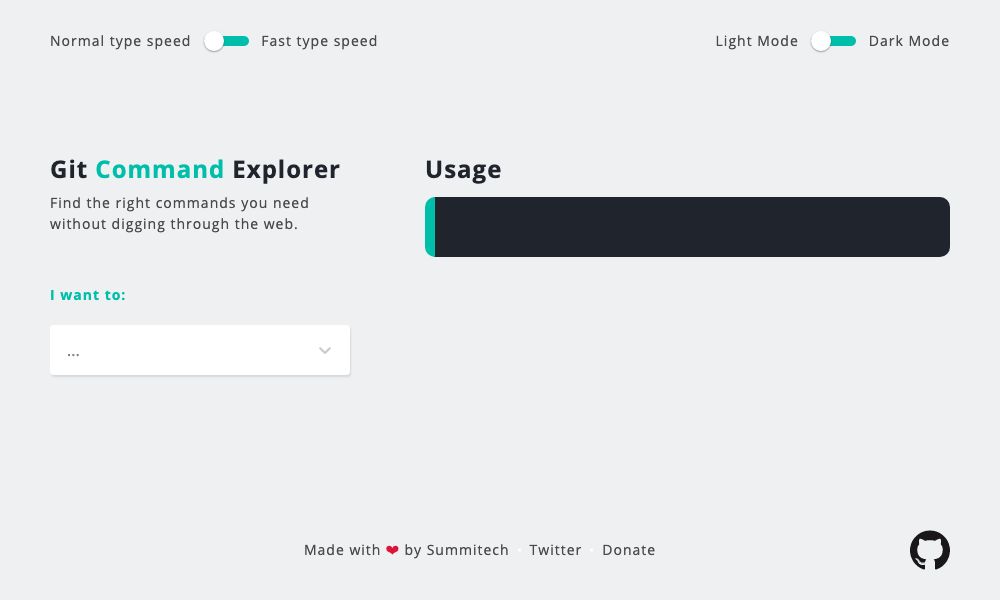 Normal type speed Fast type speed Light Mode Dark Mode
Git Command Explorer
Find the right commands you need
without digging through the web.
I want to:
...
Usage
Made with ❤ by Summitech · Twitter · Donate